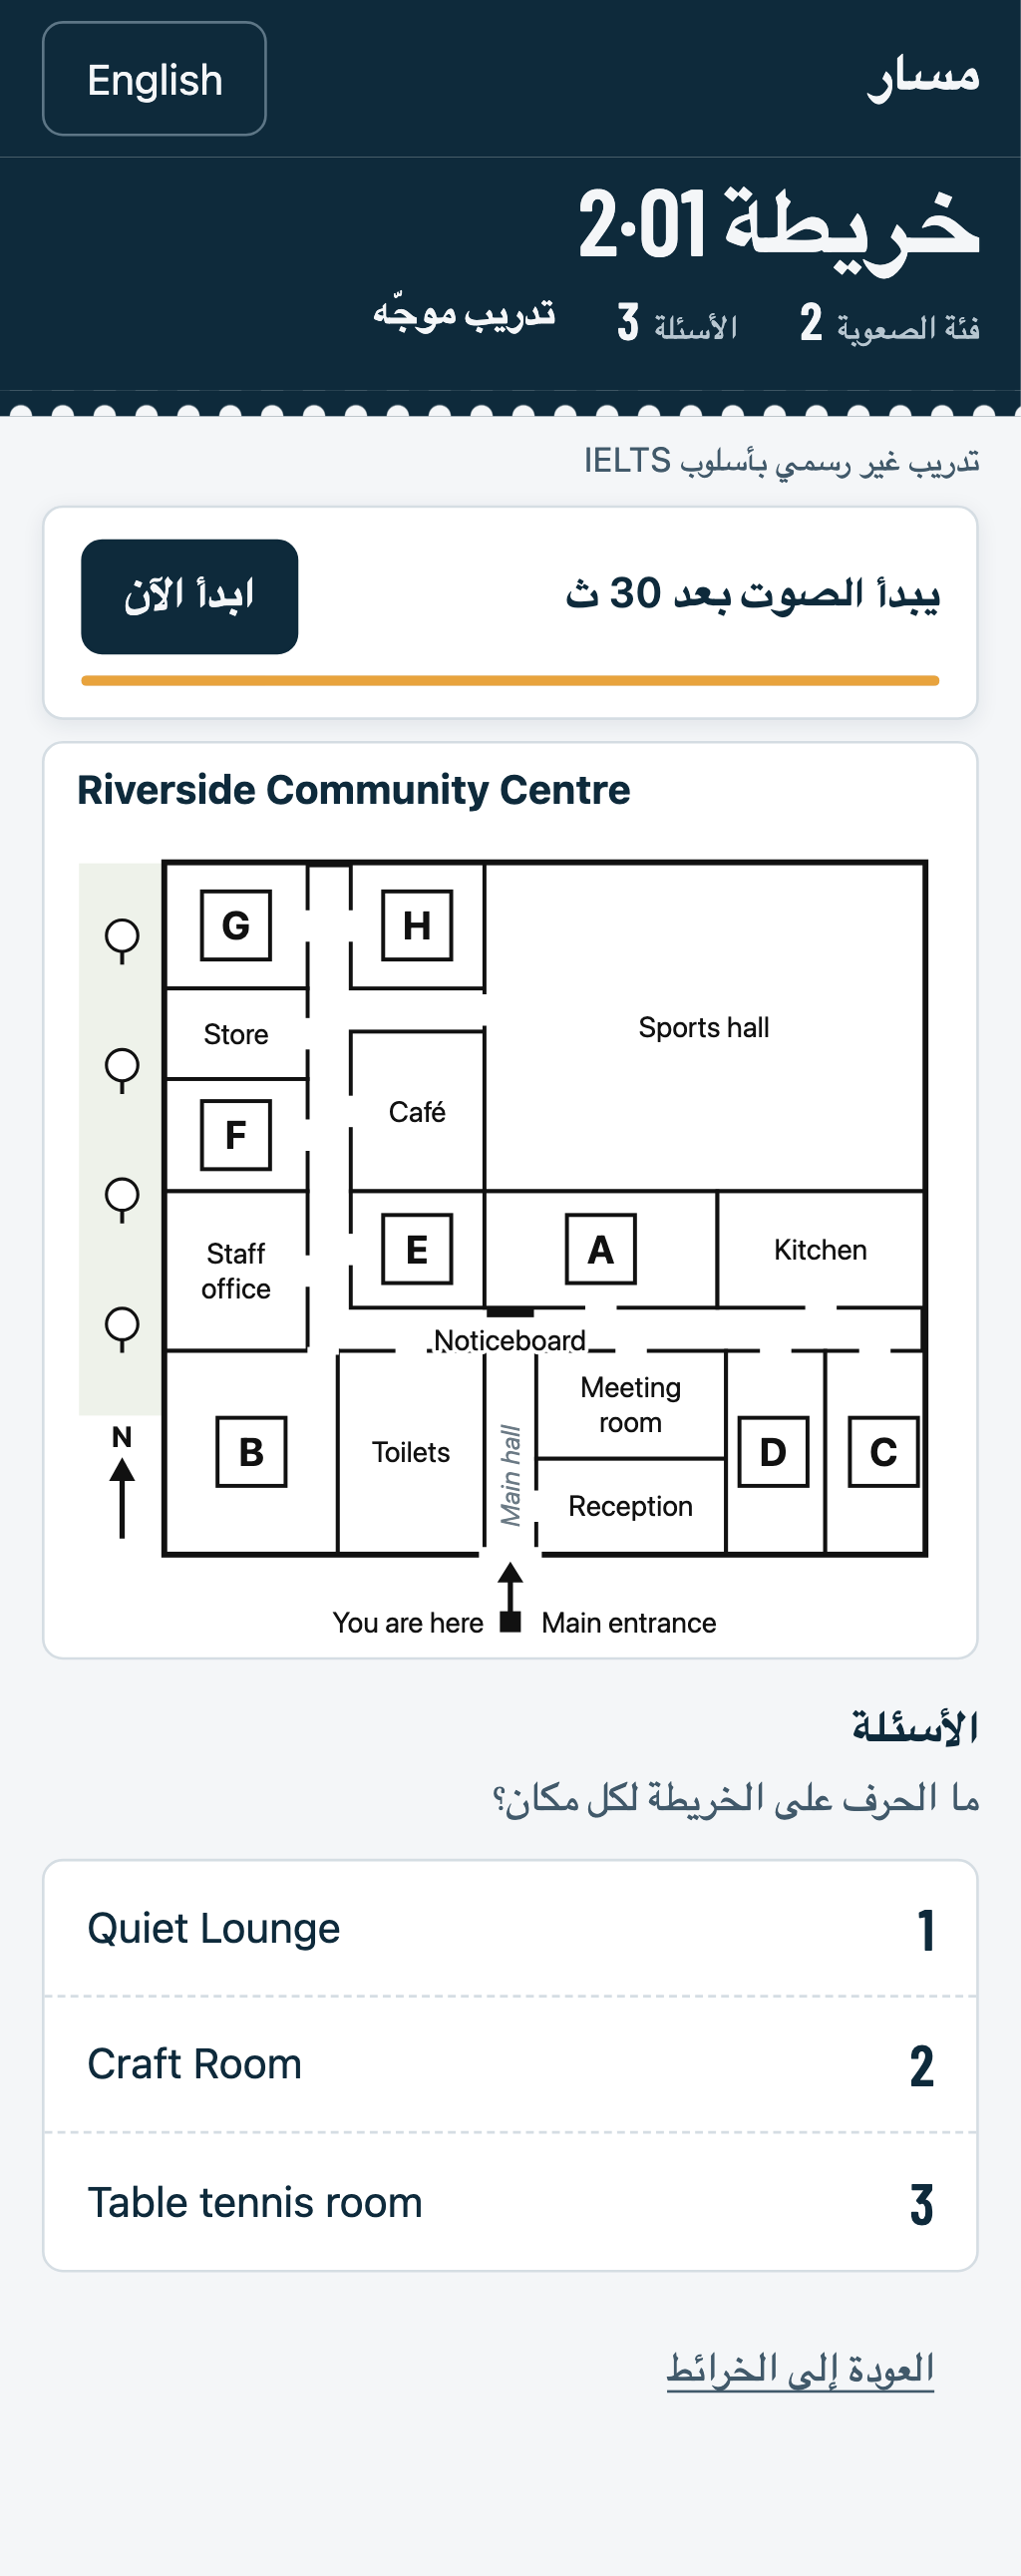 مسار
English
خريطة 2·01
فئة الصعوبة 2 الأسئلة 3 تدريب موجّه
تدريب غير رسمي بأسلوب IELTS
يبدأ الصوت بعد 30 ث
ابدأ الآن
Riverside Community Centre
G
H
Store
Sports hall
Café
F
Staff
office
E
A
Kitchen
Noticeboard
Meeting
room
N
B
Toilets
Main hall
D
C
Reception
You are here
Main entrance
الأسئلة
ما الحرف على الخريطة لكل مكان؟
1 Quiet Lounge
2 Craft Room
3 Table tennis room
العودة إلى الخرائط